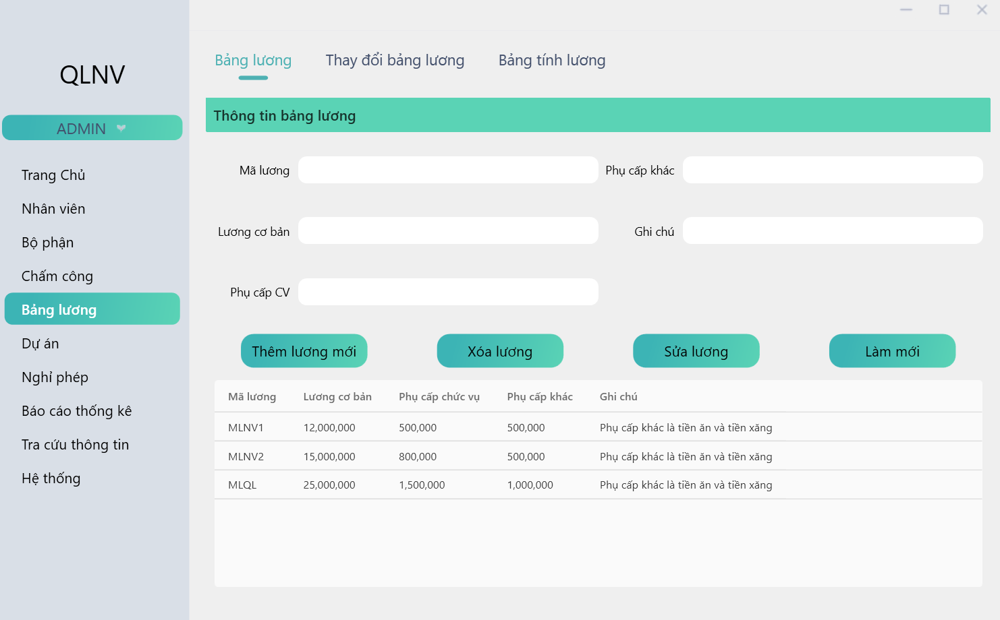 QLNV
ADMIN
Trang Chủ
Nhân viên
Bộ phận
Chấm công
Bảng lương
Dự án
Nghỉ phép
Báo cáo thống kê
Tra cứu thông tin
Hệ thống
Bảng lương Thay đổi bảng lương Bảng tính lương
Thông tin bảng lương
Mã lương Phụ cấp khác
Lương cơ bản Ghi chú
Phụ cấp CV
Thêm lương mới Xóa lương Sửa lương Làm mới
Mã lương Lương cơ bản Phụ cấp chức vụ Phụ cấp khác Ghi chú
MLNV1 12,000,000 500,000 500,000 Phụ cấp khác là tiền ăn và tiền xăng
MLNV2 15,000,000 800,000 500,000 Phụ cấp khác là tiền ăn và tiền xăng
MLQL 25,000,000 1,500,000 1,000,000 Phụ cấp khác là tiền ăn và tiền xăng